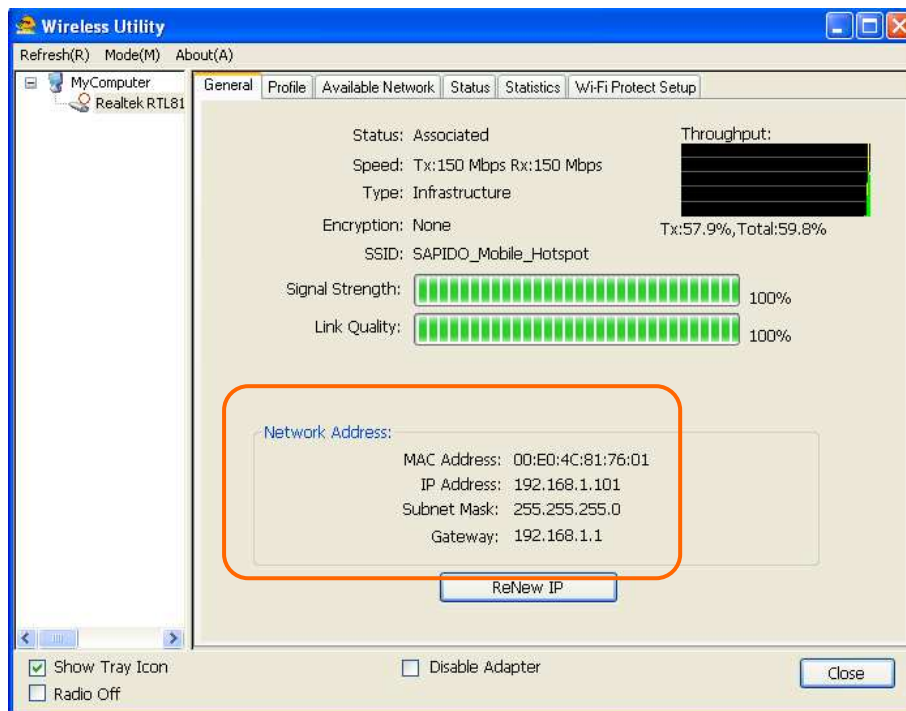 Wireless Utility
Refresh(R) Mode(M) About(A)
MyComputer
Realtek RTL81
General Profile Available Network Status Statistics Wi-Fi Protect Setup
Status: Associated
Throughput:
Speed: Tx:150 Mbps Rx:150 Mbps
Type: Infrastructure
Encryption: None
Tx:57.9%,Total:59.8%
SSID: SAPIDO_Mobile_Hotspot
Signal Strength: 100%
Link Quality: 100%
Network Address:
MAC Address: 00:E0:4C:81:76:01
IP Address: 192.168.1.101
Subnet Mask: 255.255.255.0
Gateway: 192.168.1.1
ReNew IP
Show Tray Icon Disable Adapter
Radio Off
Close